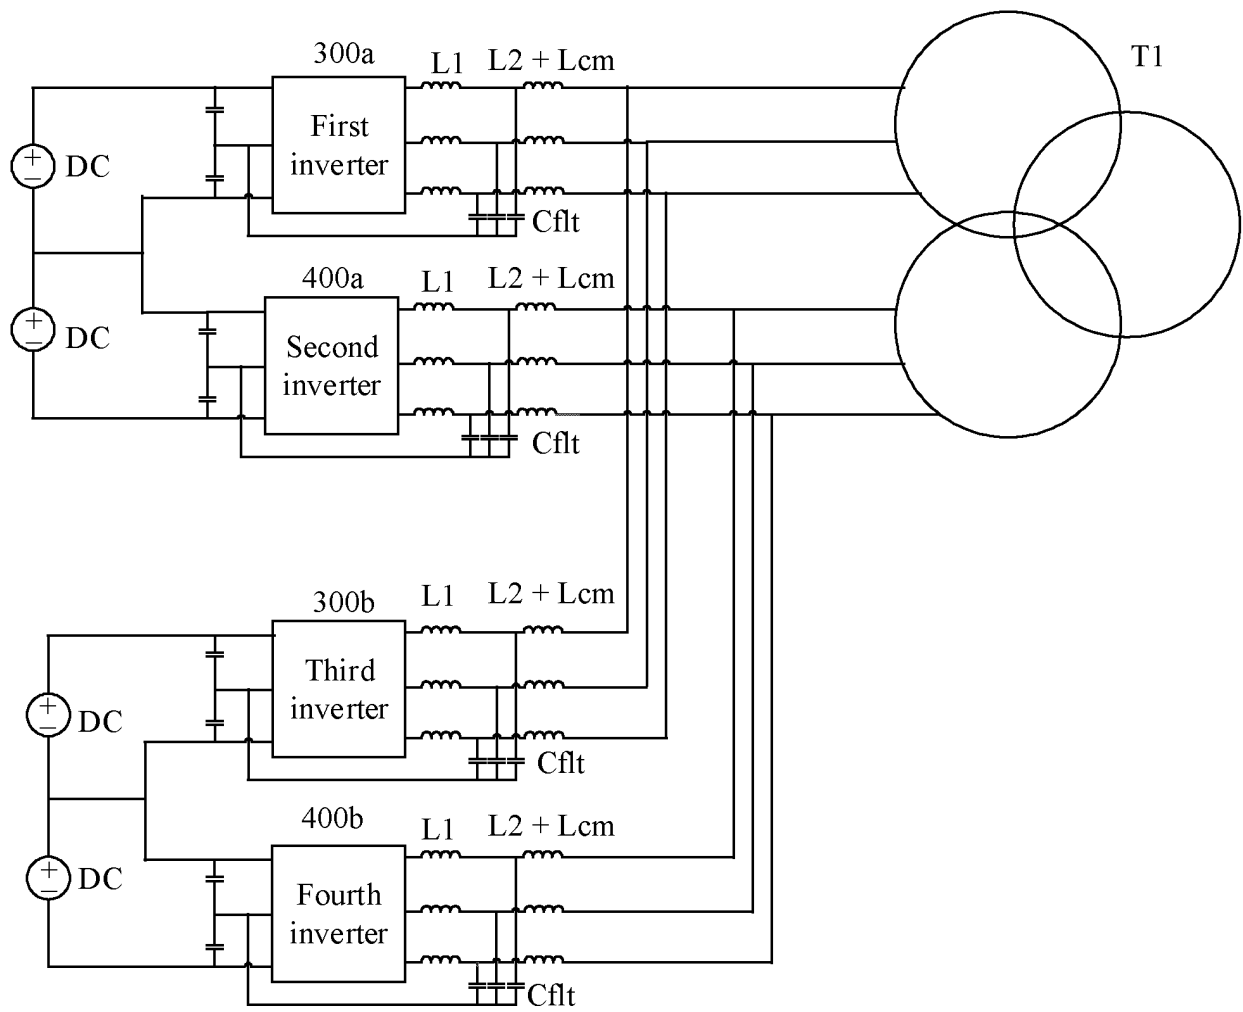 300a
L1
L2 + Lcm
T1
First
inverter
DC
Cflt
400a
L1
L2 + Lcm
Second
inverter
DC
Cflt
300b
L1
L2 + Lcm
Third
inverter
DC
Cflt
400b
L1
L2 + Lcm
Fourth
inverter
DC
Cflt